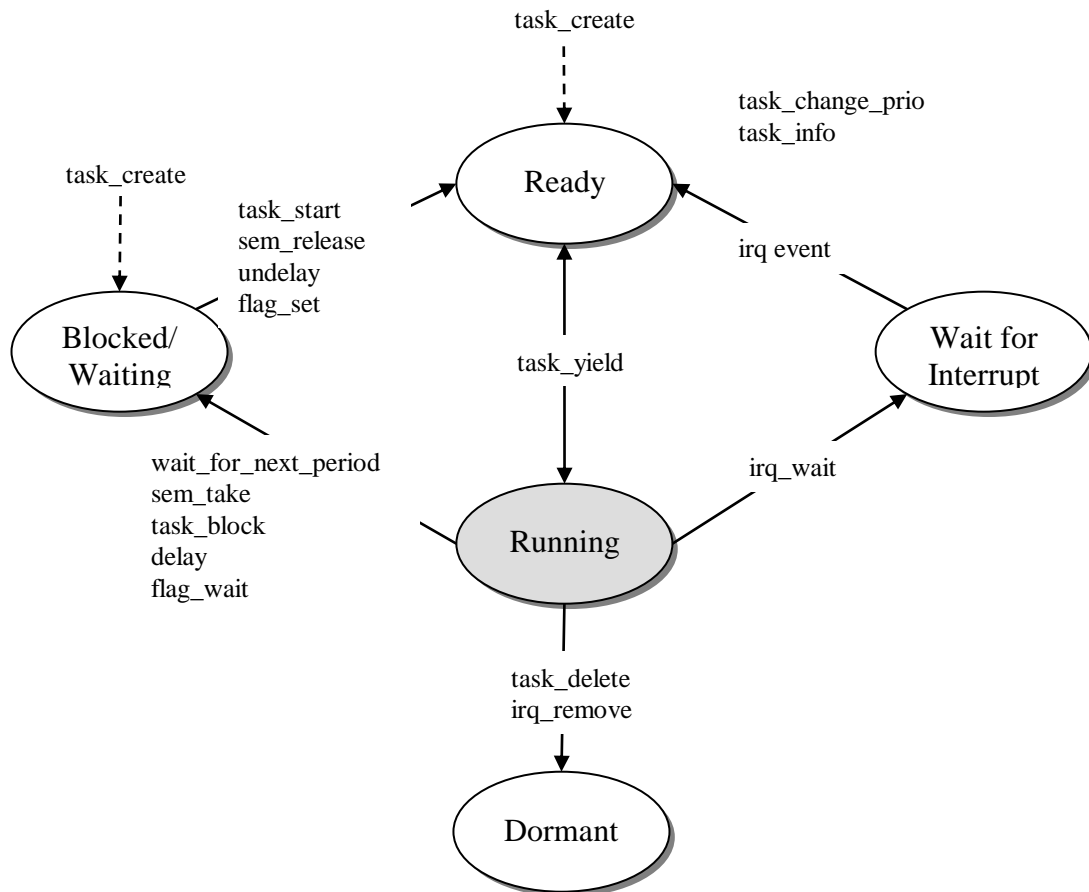 task_create
task_change_prio
task_info
Ready
task_create
task_start
sem_release
undelay
flag_set
irq event
Blocked/
Waiting
task_yield
Wait for
Interrupt
wait_for_next_period
sem_take
task_block
delay
flag_wait
irq_wait
Running
task_delete
irq_remove
Dormant